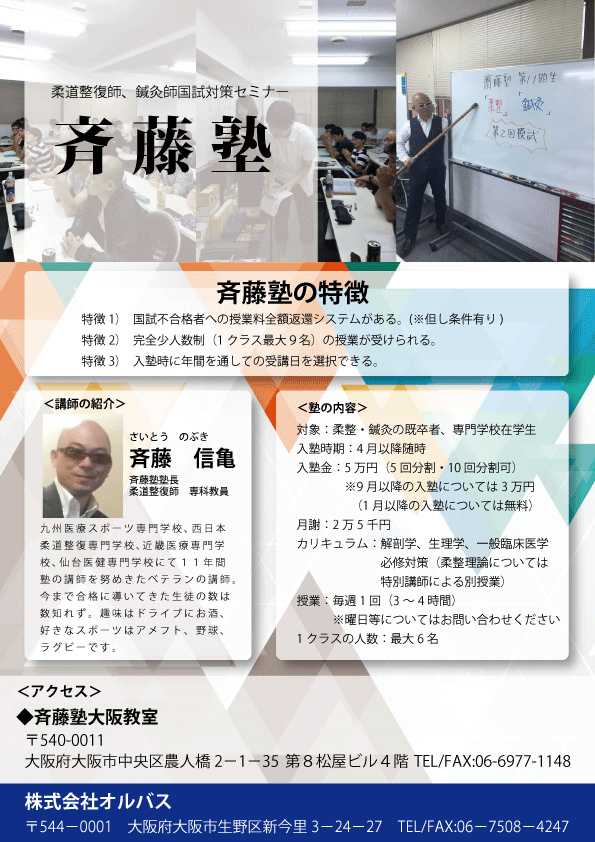 斉藤塾 第11回生
「柔整」 「鍼灸」
第2回模試
柔道整復師、鍼灸師国試対策セミナー
斉藤塾
斉藤塾の特徴
特徴1) 国試不合格者への授業料全額返還システムがある。(※但し条件有り)
特徴2) 完全少人数制（1クラス最大9名）の授業が受けられる。
特徴3) 入塾時に年間を通しての受講日を選択できる。
＜講師の紹介＞
さいとう のぶき
斉藤 信亀
斉藤塾塾長
柔道整復師 専科教員
九州医療スポーツ専門学校、西日本
柔道整復専門学校、近畿医療専門学
校、仙台医健専門学校にて11年間
塾の講師を努めきたベテランの講師。
今まで合格に導いてきた生徒の数は
数知れず。趣味はドライブにお酒、
好きなスポーツはアメフト、野球、
ラグビーです。
＜塾の内容＞
対象：柔整・鍼灸の既卒者、専門学校在学生
入塾時期：4月以降随時
入塾金：5万円（5回分割・10回分割可）
※9月以降の入塾については3万円
（1月以降の入塾については無料）
月謝：2万5千円
カリキュラム：解剖学、生理学、一般臨床医学
必修対策（柔整理論については
特別講師による別授業）
授業：毎週1回（3～4時間）
※曜日等についてはお問い合わせください
1クラスの人数：最大6名
＜アクセス＞
◆斉藤塾大阪教室
〒540-0011
大阪府大阪市中央区農人橋2－1－35 第8松屋ビル4階 TEL/FAX:06-6977-1148
株式会社オルバス
〒544－0001 大阪府大阪市生野区新今里3－24－27 TEL/FAX:06－7508－4247